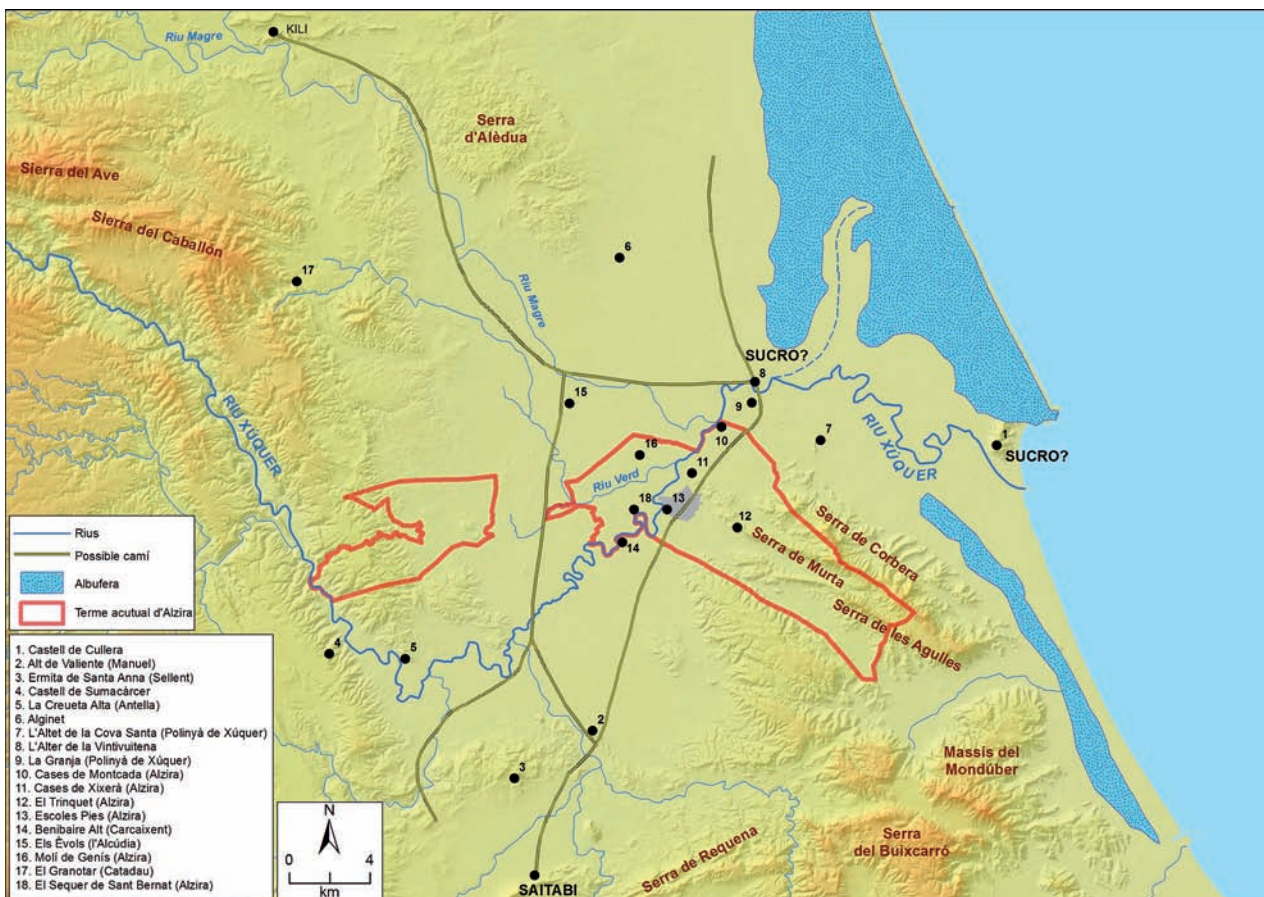 KILI
Riu Magre
Serra
d'Alèdua
Sierra del Ave
Sierra del Caballón
6
17
Riu Magre
SUCRO?
8
15
9
RIU XÚQUER
10
7
RIU XÚQUER
1
SUCRO?
16
11
Riu Verd
18
13
12
14
Serra de Corbera
Serra de Murta
Serra de les Agulles
Rius
Possible camí
Albufera
Terme acutual d'Alzira
4
5
2
3
Massis del
Mondúber
Serra
del Buixcarró
Serra de Requena
SAITABI
N
0 4
km
1. Castell de Cullera
2. Alt de Valiente (Manuel)
3. Ermita de Santa Anna (Sellent)
4. Castell de Sumacàrcer
5. La Creueta Alta (Antella)
6. Alginet
7. L'Altet de la Cova Santa (Polinyà de Xúquer)
8. L'Alter de la Vintivuitena
9. La Granja (Polinyà de Xúquer)
10. Cases de Montcada (Alzira)
11. Cases de Xixerà (Alzira)
12. El Trinquet (Alzira)
13. Escoles Pies (Alzira)
14. Benibaire Alt (Carcaixent)
15. Els Èvols (l'Alcúdia)
16. Molí de Genís (Alzira)
17. El Granotar (Catadau)
18. El Sequer de Sant Bernat (Alzira)